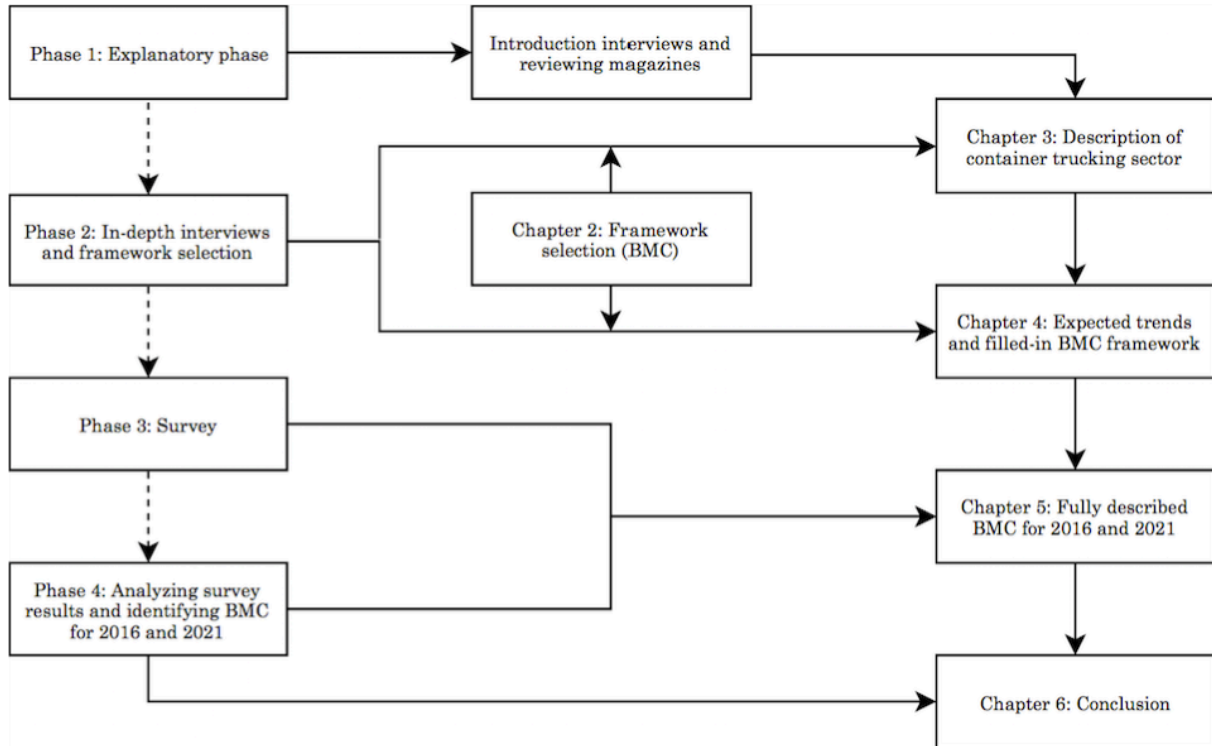 Phase 1: Explanatory phase
Introduction interviews and
reviewing magazines
Chapter 3: Description of
container trucking sector
Phase 2: In-depth interviews
and framework selection
Chapter 2: Framework
selection (BMC)
Chapter 4: Expected trends
and filled-in BMC framework
Phase 3: Survey
Chapter 5: Fully described
BMC for 2016 and 2021
Phase 4: Analyzing survey
results and identifying BMC
for 2016 and 2021
Chapter 6: Conclusion